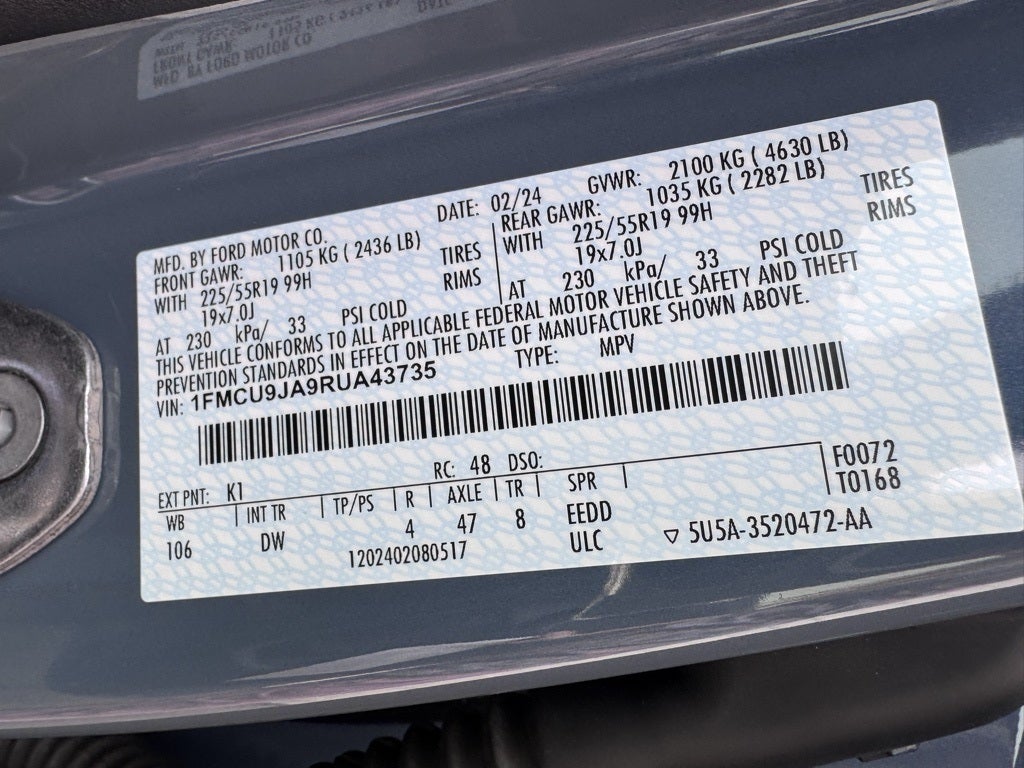 MFD. BY FORD MOTOR CO.
DATE: 02/24 GVWR: 2100 KG ( 4630 LB)
FRONT GAWR: 1105 KG ( 2436 LB)
WITH 225/55R19 99H TIRES
19x7.0J RIMS
AT 230 kPa/ 33 PSI COLD
REAR GAWR: 1035 KG ( 2282 LB)
WITH 225/55R19 99H TIRES
19x7.0J RIMS
AT 230 kPa/ 33 PSI COLD
THIS VEHICLE CONFORMS TO ALL APPLICABLE FEDERAL MOTOR VEHICLE SAFETY AND THEFT
PREVENTION STANDARDS IN EFFECT ON THE DATE OF MANUFACTURE SHOWN ABOVE.
VIN: 1FMCU9JA9RUA43735 TYPE: MPV
EXT PNT: K1 RC: 48 DSO:
WB INT TR TP/PS R AXLE TR SPR F0072
106 DW 4 47 8 EEDD T0168
1202402080517 ULC 5U5A-3520472-AA